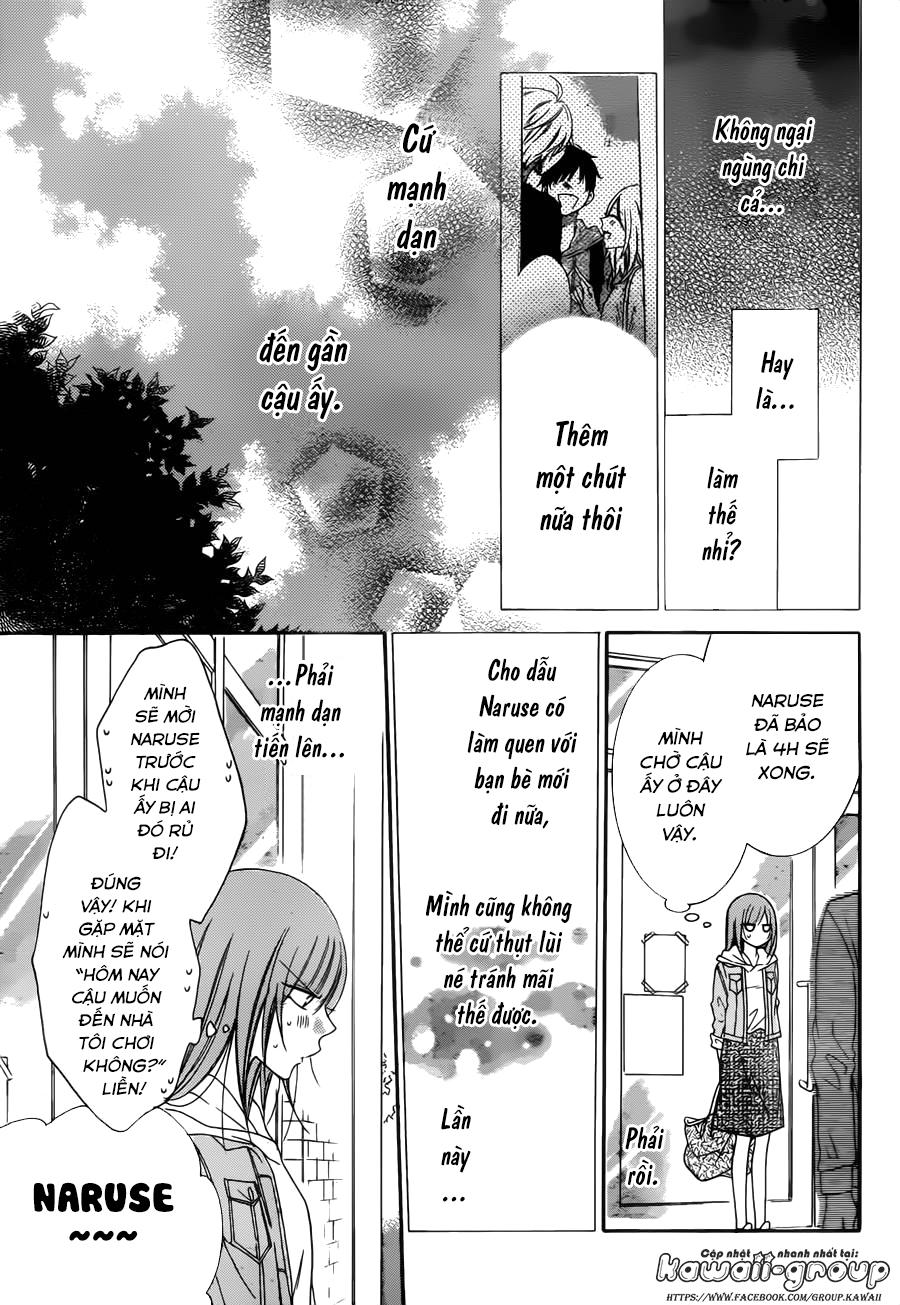 Không ngại
ngùng chi
cả...
Hay
là...
làm
thế
nhỉ?
Thêm
một chút
nữa thôi
Cứ
mạnh
dạn
đến gần
cậu ấy.
NARUSE
ĐÃ BẢO
LÀ 4H SẼ
XONG.
MÌNH
CHỜ CẬU
ẤY Ở ĐÂY
LUÔN
VẬY.
Phải
rồi.
Cho dẫu
Naruse có
làm quen với
bạn bè mới
đi nữa,
Mình cũng không
thể cứ thụt lùi
né tránh mãi
thế được.
Lần
này
...
...Phải
mạnh dạn
tiến lên...
MÌNH
SẼ MỜI
NARUSE
TRƯỚC
KHI CẬU
ẤY BỊ AI
ĐÓ RỦ
ĐI!
ĐÚNG
VẬY! KHI
GẶP MẶT
MÌNH SẼ NÓI
“HÔM NAY
CẬU MUỐN
ĐẾN NHÀ
TÔI CHƠI
KHÔNG?”
LIỀN!
NARUSE
~~~
Cập nhật nhanh nhất tại:
kawaii-group
HTTPS://WWW.FACEBOOK.COM/GROUP.KAWAII